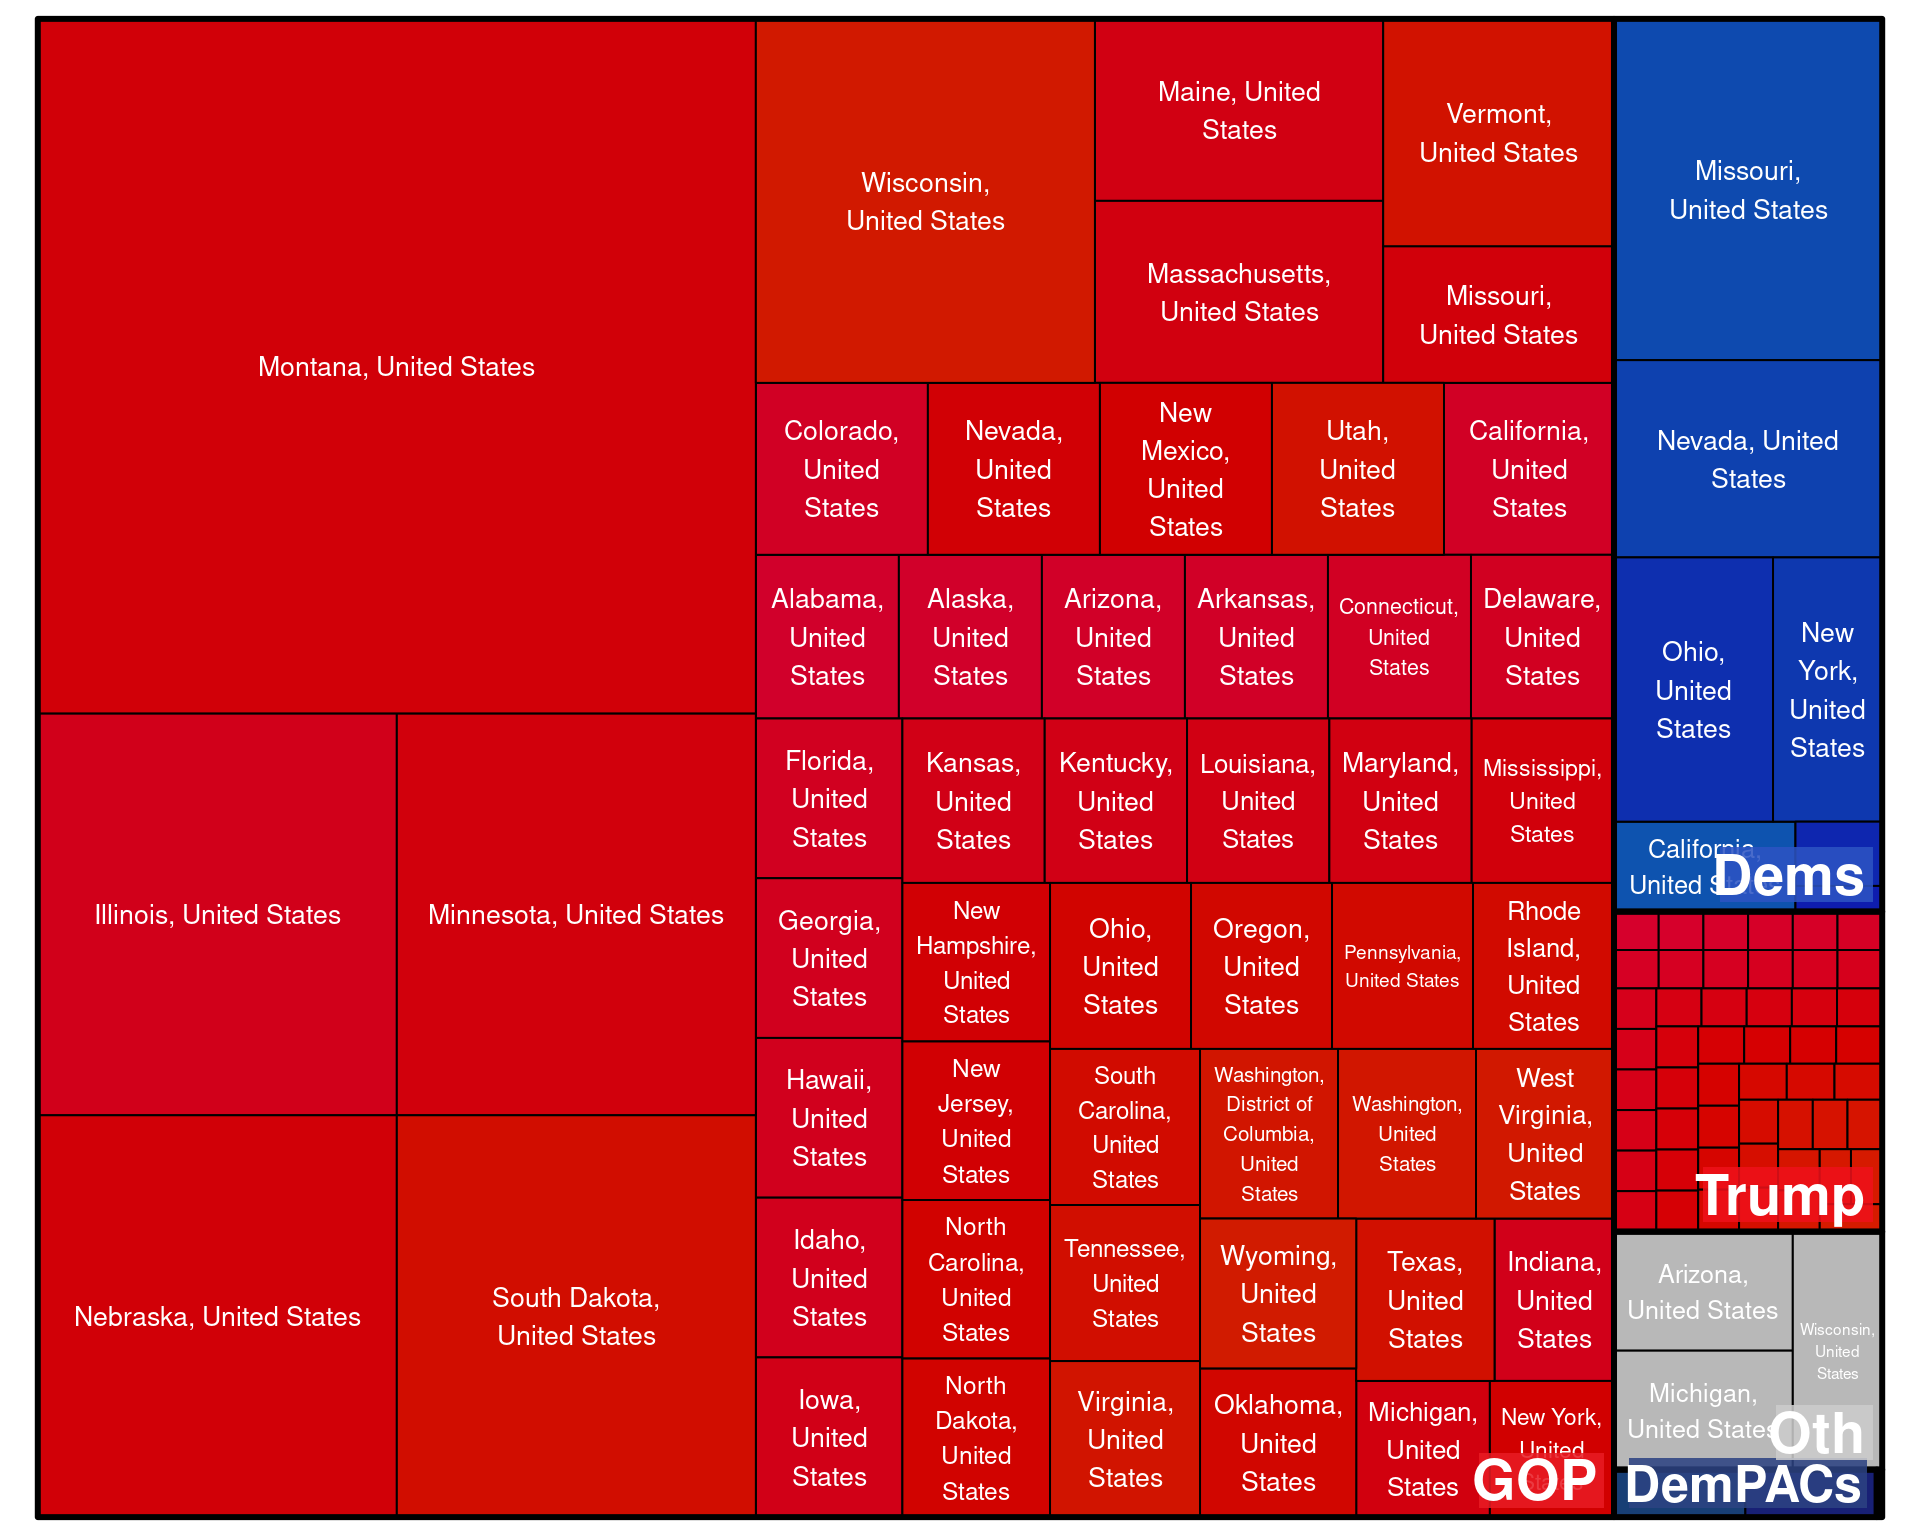 Montana, United States
Illinois, United States
Minnesota, United States
Nebraska, United States
South Dakota,
United States
Wisconsin,
United States
Maine, United
States
Massachusetts,
United States
Vermont,
United States
Missouri,
United States
Colorado,
United
States
Nevada,
United
States
New
Mexico,
United
States
Utah,
United
States
California,
United
States
Alabama,
United
States
Alaska,
United
States
Arizona,
United
States
Arkansas,
United
States
Connecticut,
United
States
Delaware,
United
States
Florida,
United
States
Georgia,
United
States
Hawaii,
United
States
Idaho,
United
States
Iowa,
United
States
Kansas,
United
States
Kentucky,
United
States
Louisiana,
United
States
Maryland,
United
States
Mississippi,
United
States
New
Hampshire,
United
States
New
Jersey,
United
States
North
Carolina,
United
States
North
Dakota,
United
States
Ohio,
United
States
Oregon,
United
States
Pennsylvania,
United States
Rhode
Island,
United
States
South
Carolina,
United
States
Tennessee,
United
States
Virginia,
United
States
Washington,
District of
Columbia,
United
States
Washington,
United
States
West
Virginia,
United
States
Wyoming,
United
States
Oklahoma,
United
States
Texas,
United
States
Indiana,
United
States
Michigan,
United
States
New York,
United
GOP
Missouri,
United States
Nevada, United
States
Ohio,
United
States
New
York,
United
States
California,
United
Dems
Trump
Arizona,
United States
Michigan,
United States
Wisconsin,
United
States
Oth
DemPACs